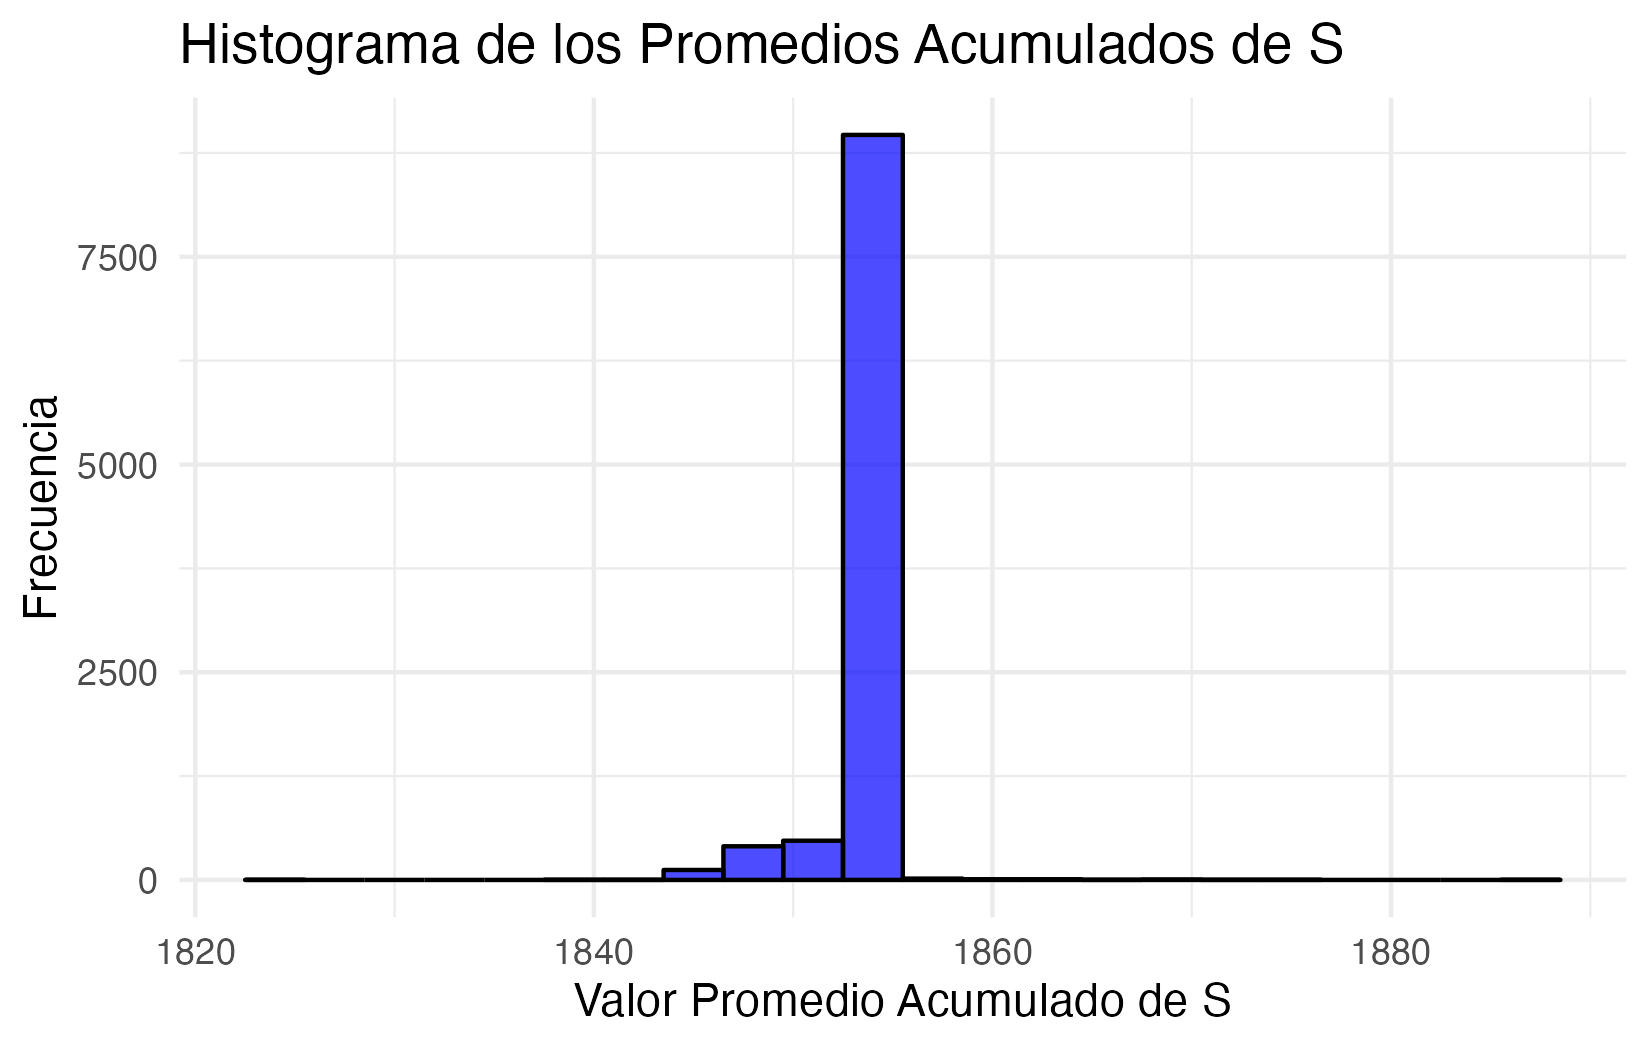 Histograma de los Promedios Acumulados de S
Frecuencia
7500
5000
2500
0
1820 1840 1860 1880
Valor Promedio Acumulado de S